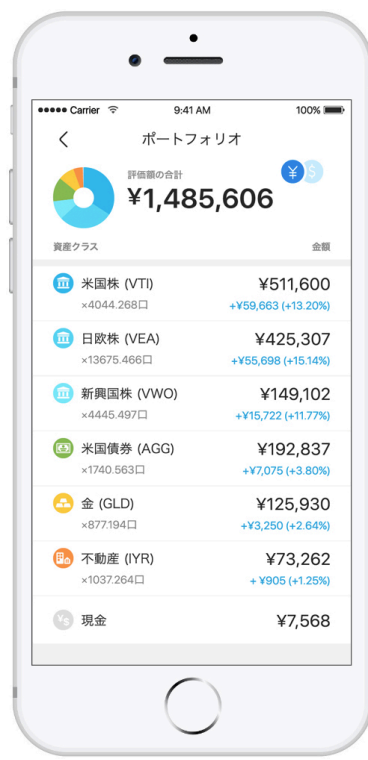 Carrier 9:41 AM 100%
ポートフォリオ
評価額の合計
¥ $
¥1,485,606
資産クラス 金額
米国株 (VTI) ¥511,600
×4044.268口 +¥59,663 (+13.20%)
日欧株 (VEA) ¥425,307
×13675.466口 +¥55,698 (+15.14%)
新興国株 (VWO) ¥149,102
×4445.497口 +¥15,722 (+11.77%)
米国債券 (AGG) ¥192,837
×1740.563口 +¥7,075 (+3.80%)
金 (GLD) ¥125,930
×877.194口 +¥3,250 (+2.64%)
不動産 (IYR) ¥73,262
×1037.264口 + ¥905 (+1.25%)
¥$ 現金 ¥7,568